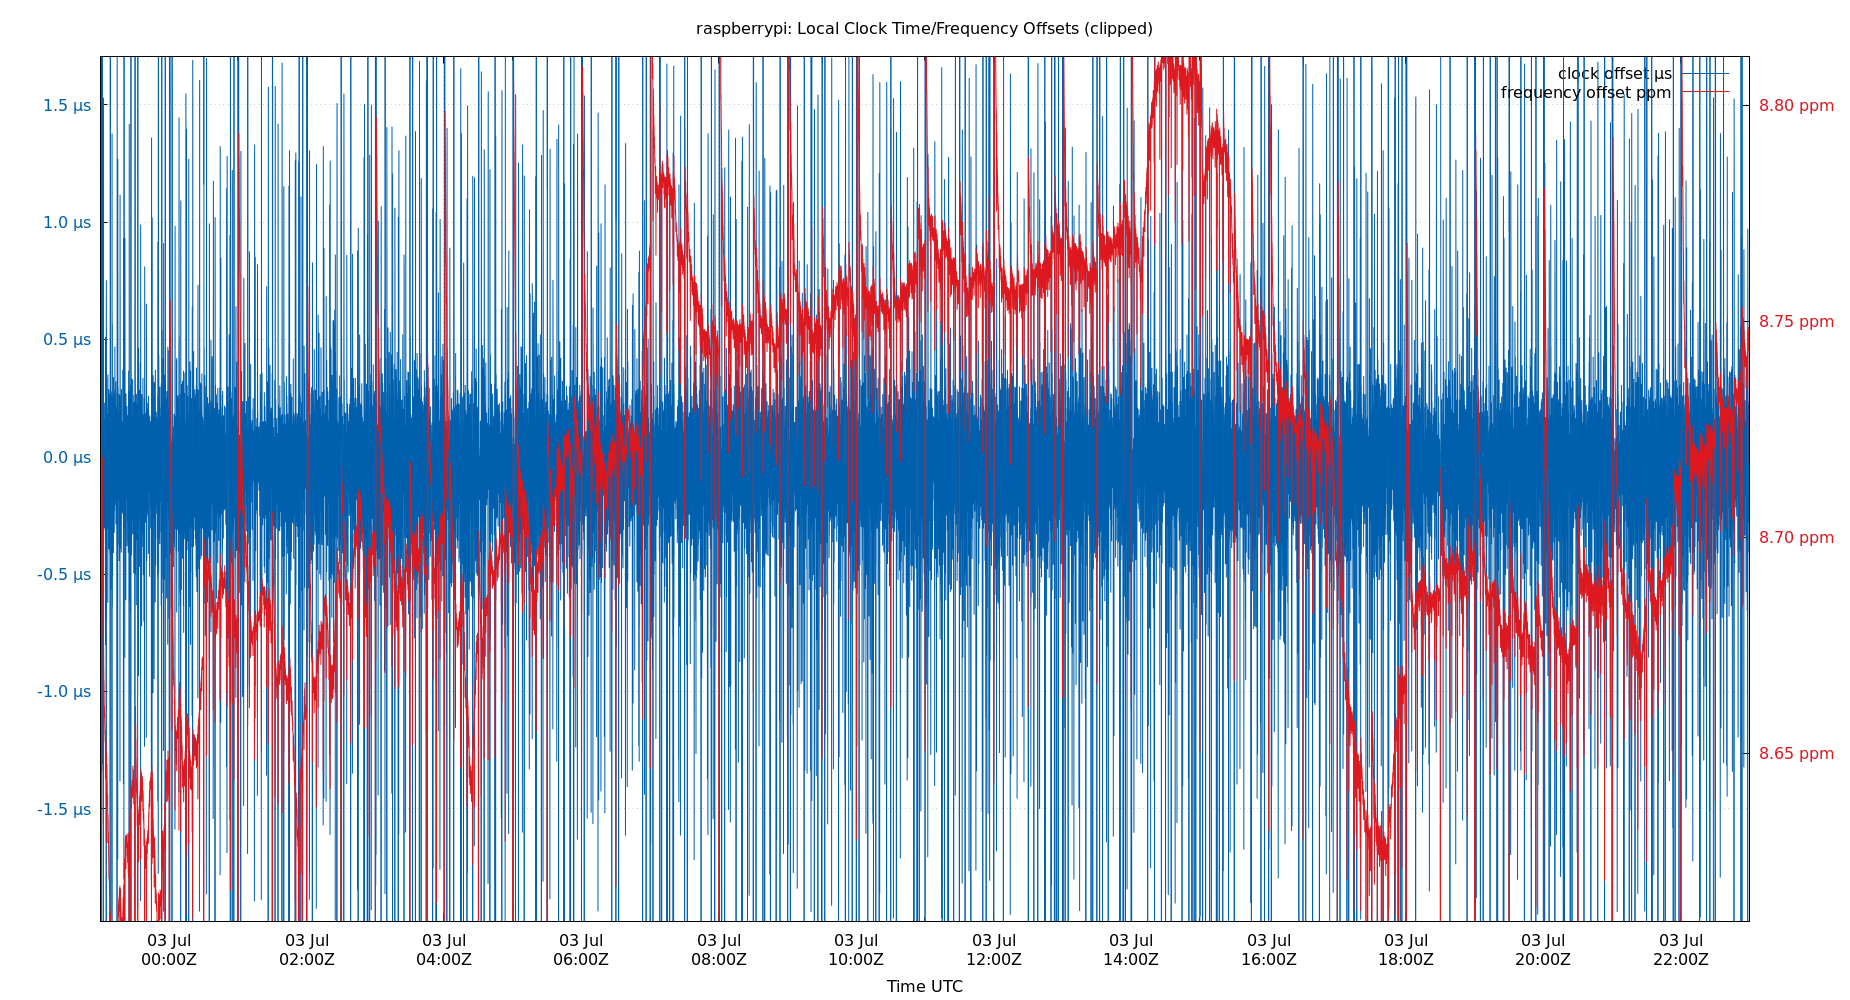 raspberrypi: Local Clock Time/Frequency Offsets (clipped)
clock offset µs
frequency offset ppm
1.5 µs
1.0 µs
0.5 µs
0.0 µs
-0.5 µs
-1.0 µs
-1.5 µs
8.80 ppm
8.75 ppm
8.70 ppm
8.65 ppm
03 Jul 03 Jul 03 Jul 03 Jul 03 Jul 03 Jul 03 Jul 03 Jul 03 Jul 03 Jul 03 Jul 03 Jul
00:00Z 02:00Z 04:00Z 06:00Z 08:00Z 10:00Z 12:00Z 14:00Z 16:00Z 18:00Z 20:00Z 22:00Z
Time UTC